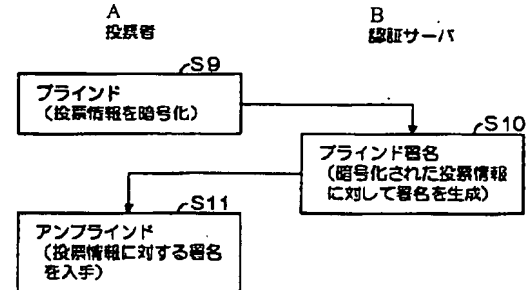 A
投票者
B
認証サーバ
S9
ブラインド
(投票情報を暗号化)
S10
ブラインド署名
(暗号化された投票情報
に対して署名を生成)
S11
アンブラインド
(投票情報に対する署名
を入手)